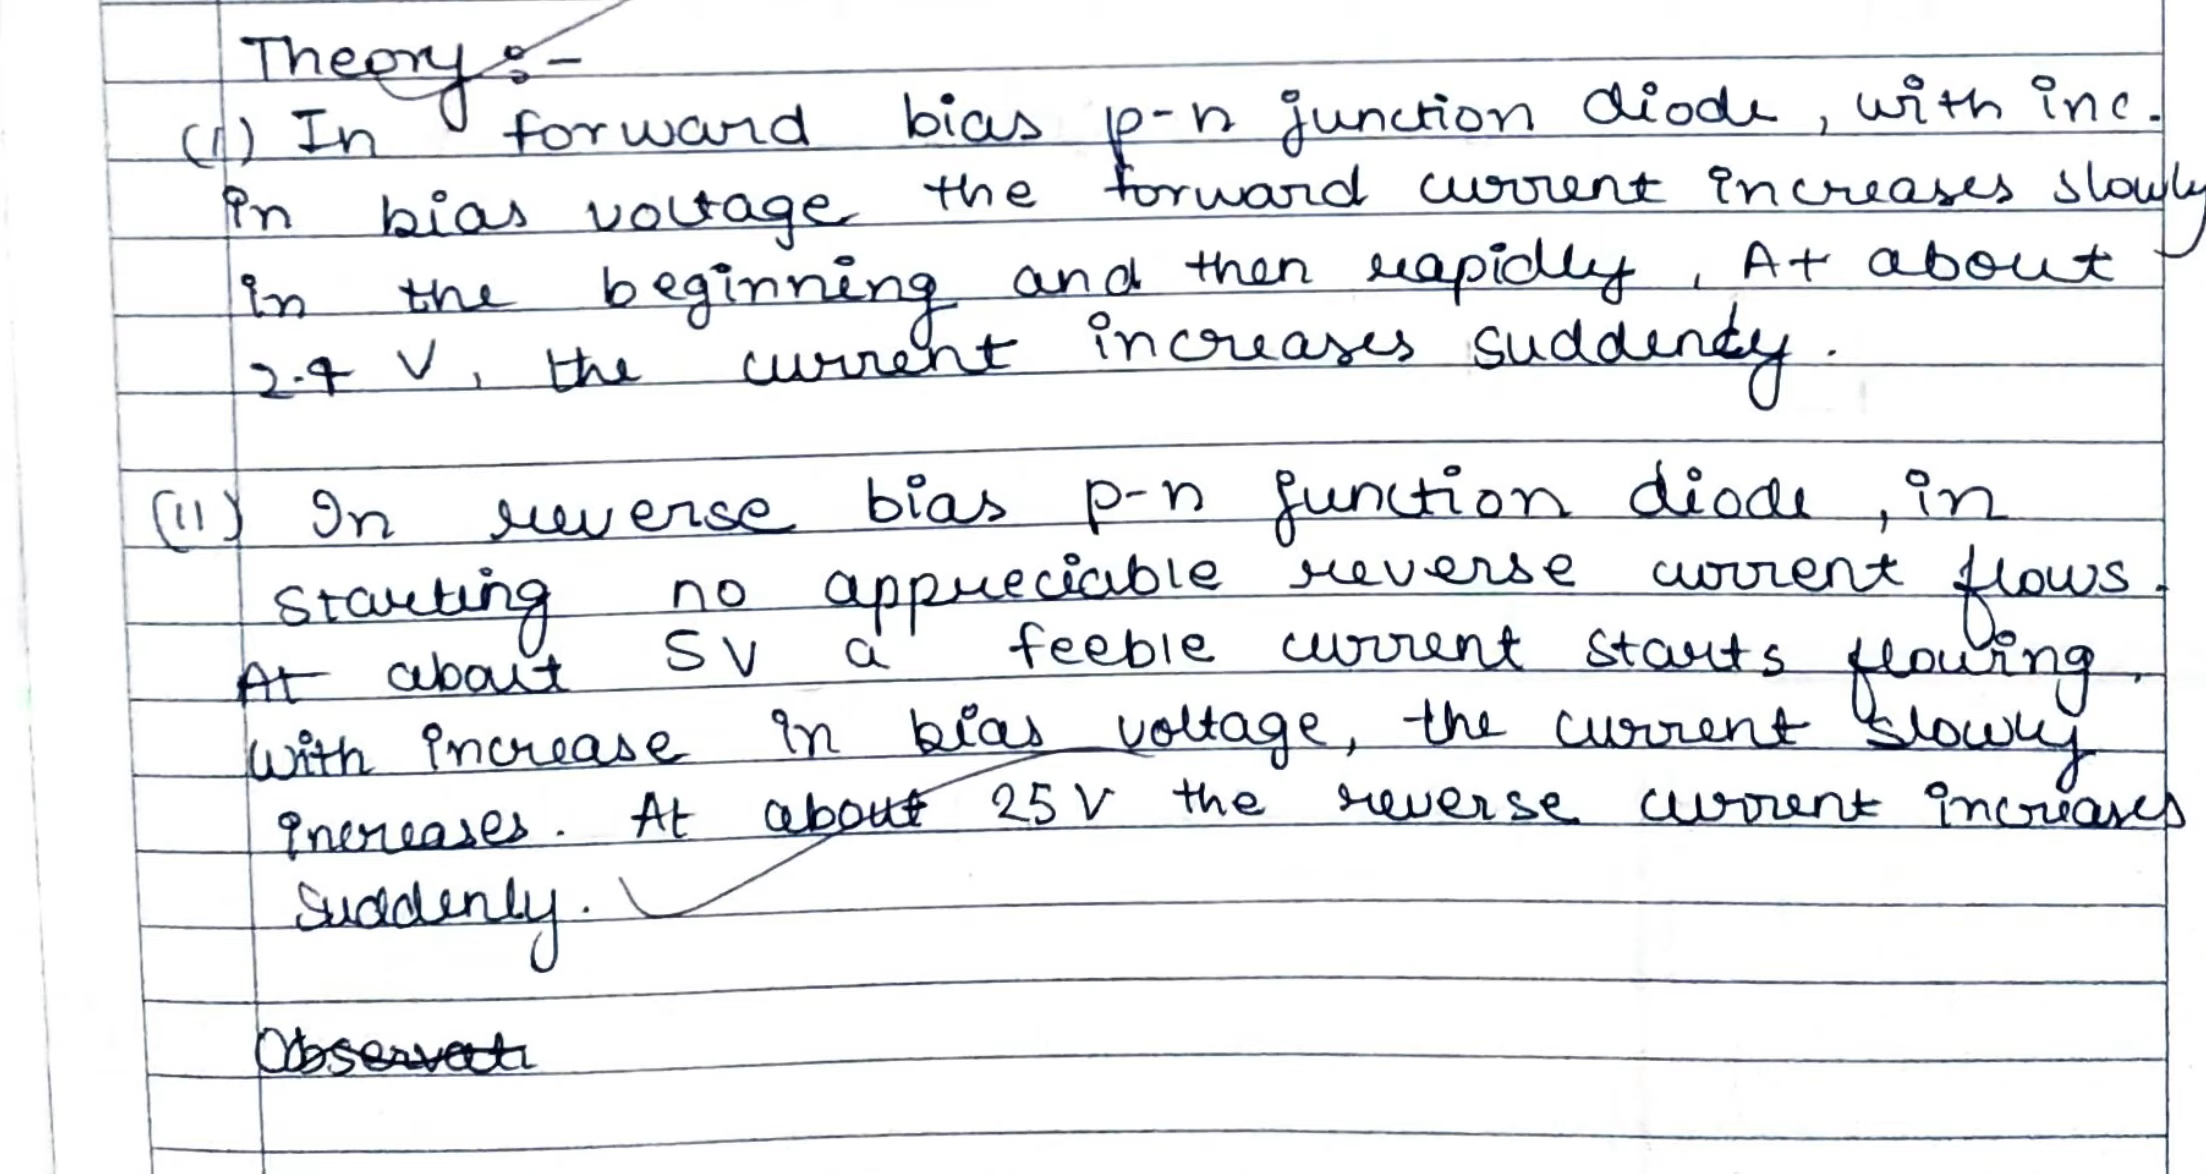 Theory :-
(i) In forward bias p-n junction diode, with inc.
in bias voltage the forward current increases slowly
in the beginning and then rapidly, At about
2.4 V, the current increases suddenly.
(ii) In reverse bias p-n junction diode, in
starting no appreciable reverse current flows.
At about 5V a feeble current starts flowing,
with increase in bias voltage, the current slowly
increases. At about 25 V the reverse current increases
suddenly.
Observati